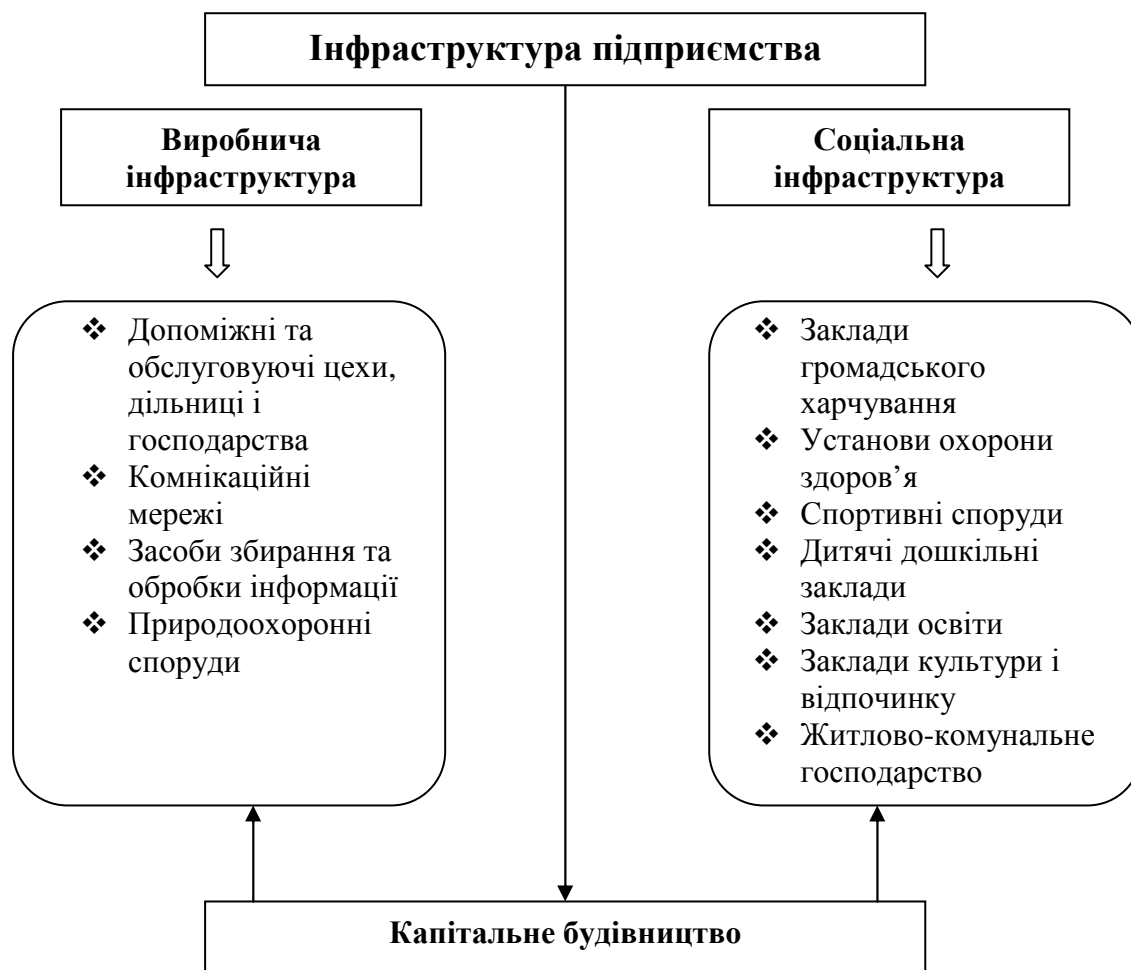 Інфраструктура підприємства
Виробнича
інфраструктура
Соціальна
інфраструктура
❖ Допоміжні та
обслуговуючі цехи,
дільниці і
господарства
❖ Комнікаційні
мережі
❖ Засоби збирання та
обробки інформації
❖ Природоохоронні
споруди
❖ Заклади
громадського
харчування
❖ Установи охорони
здоров’я
❖ Спортивні споруди
❖ Дитячі дошкільні
заклади
❖ Заклади освіти
❖ Заклади культури і
відпочинку
❖ Житлово-комунальне
господарство
Капітальне будівництво